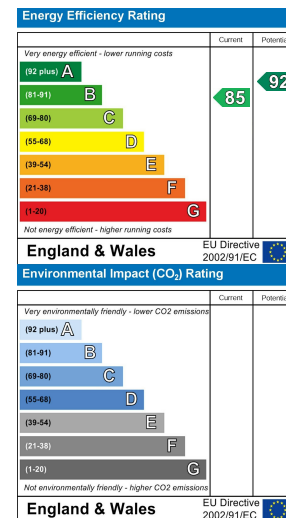 Energy Efficiency Rating
Current Potentia
Very energy efficient - lower running costs
(92 plus) A
92
(81-91) B
85
(69-80) C
(55-68) D
(39-54) E
(21-38) F
(1-20) G
Not energy efficient - higher running costs
England & Wales
EU Directive
2002/91/EC
Environmental Impact (CO₂) Rating
Current Potentia
Very environmentally friendly - lower CO2 emissions
(92 plus) A
(81-91) B
(69-80) C
(55-68) D
(39-54) E
(21-38) F
(1-20) G
Not environmentally friendly - higher CO2 emissions
England & Wales
EU Directive
2002/91/EC